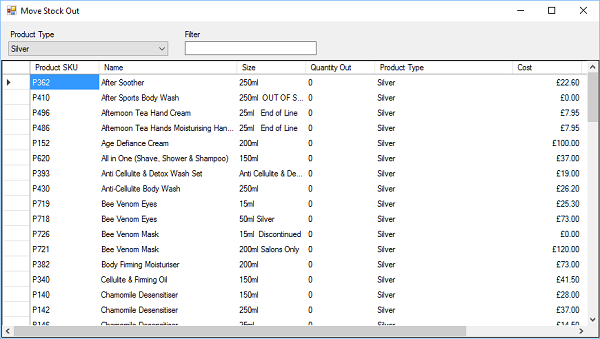 Move Stock Out
Product Type Filter
Silver
Product SKU Name Size Quantity Out Product Type Cost
P362 After Soother 250ml 0 Silver £22.60
P410 After Sports Body Wash 250ml OUT OF S... 0 Silver £0.00
P496 Afternoon Tea Hand Cream 25ml End of Line 0 Silver £7.95
P486 Afternoon Tea Hands Moisturising Han... 25ml End of Line 0 Silver £7.95
P152 Age Defiance Cream 200ml 0 Silver £100.00
P620 All in One (Shave, Shower & Shampoo) 150ml 0 Silver £37.00
P393 Anti Cellulite & Detox Wash Set Anti Cellulite & De... 0 Silver £19.00
P430 Anti-Cellulite Body Wash 250ml 0 Silver £26.20
P719 Bee Venom Eyes 15ml 0 Silver £25.30
P718 Bee Venom Eyes 50ml Silver 0 Silver £73.00
P726 Bee Venom Mask 15ml Discontinued 0 Silver £0.00
P721 Bee Venom Mask 200ml Salons Only 0 Silver £120.00
P382 Body Firming Moisturiser 200ml 0 Silver £73.00
P340 Cellulite & Firming Oil 150ml 0 Silver £41.50
P140 Chamomile Desensitiser 150ml 0 Silver £28.00
P142 Chamomile Desensitiser 250ml 0 Silver £37.00
P146 Chamomile Desensitiser 25ml 0 Silver £14.50